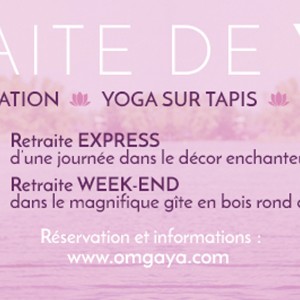 AITE DE
ATION YOGA SUR TAPIS
Retraite EXPRESS
d'une journée dans le décor enchante
Retraite WEEK-END
dans le magnifique gîte en bois rond
Réservation et informations :
www.omgaya.com